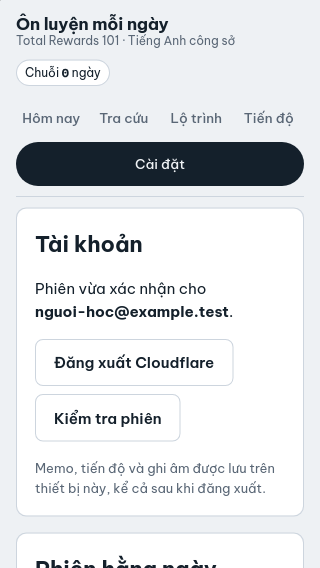 Ôn luyện mỗi ngày
Total Rewards 101 · Tiếng Anh công sở
Chuỗi 0 ngày
Hôm nay Tra cứu Lộ trình Tiến độ
Cài đặt
Tài khoản
Phiên vừa xác nhận cho
nguoi-hoc@example.test.
Đăng xuất Cloudflare
Kiểm tra phiên
Memo, tiến độ và ghi âm được lưu trên
thiết bị này, kể cả sau khi đăng xuất.
Phiên hằng ngày